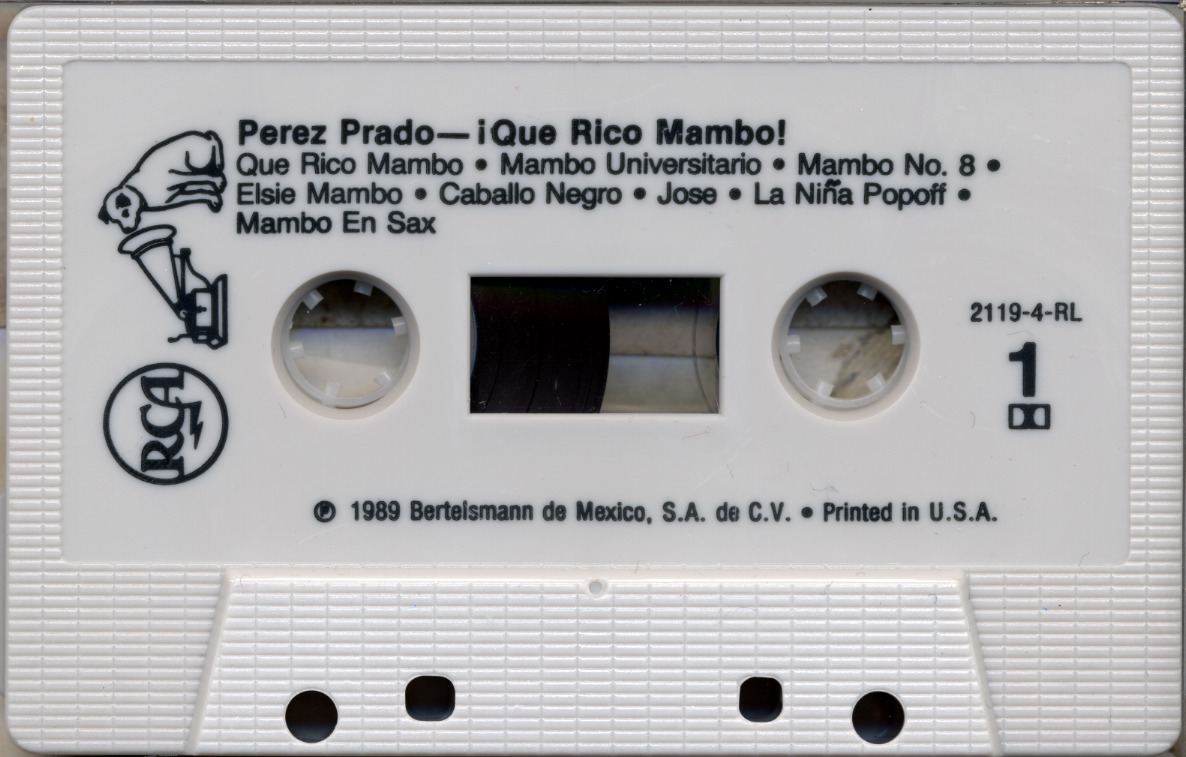 Perez Prado—¡Que Rico Mambo!
Que Rico Mambo • Mambo Universitario • Mambo No. 8 •
Elsie Mambo • Caballo Negro • Jose • La Niña Popoff •
Mambo En Sax
2119-4-RL
1
RCA
℗ 1989 Bertelsmann de Mexico, S.A. de C.V. • Printed in U.S.A.